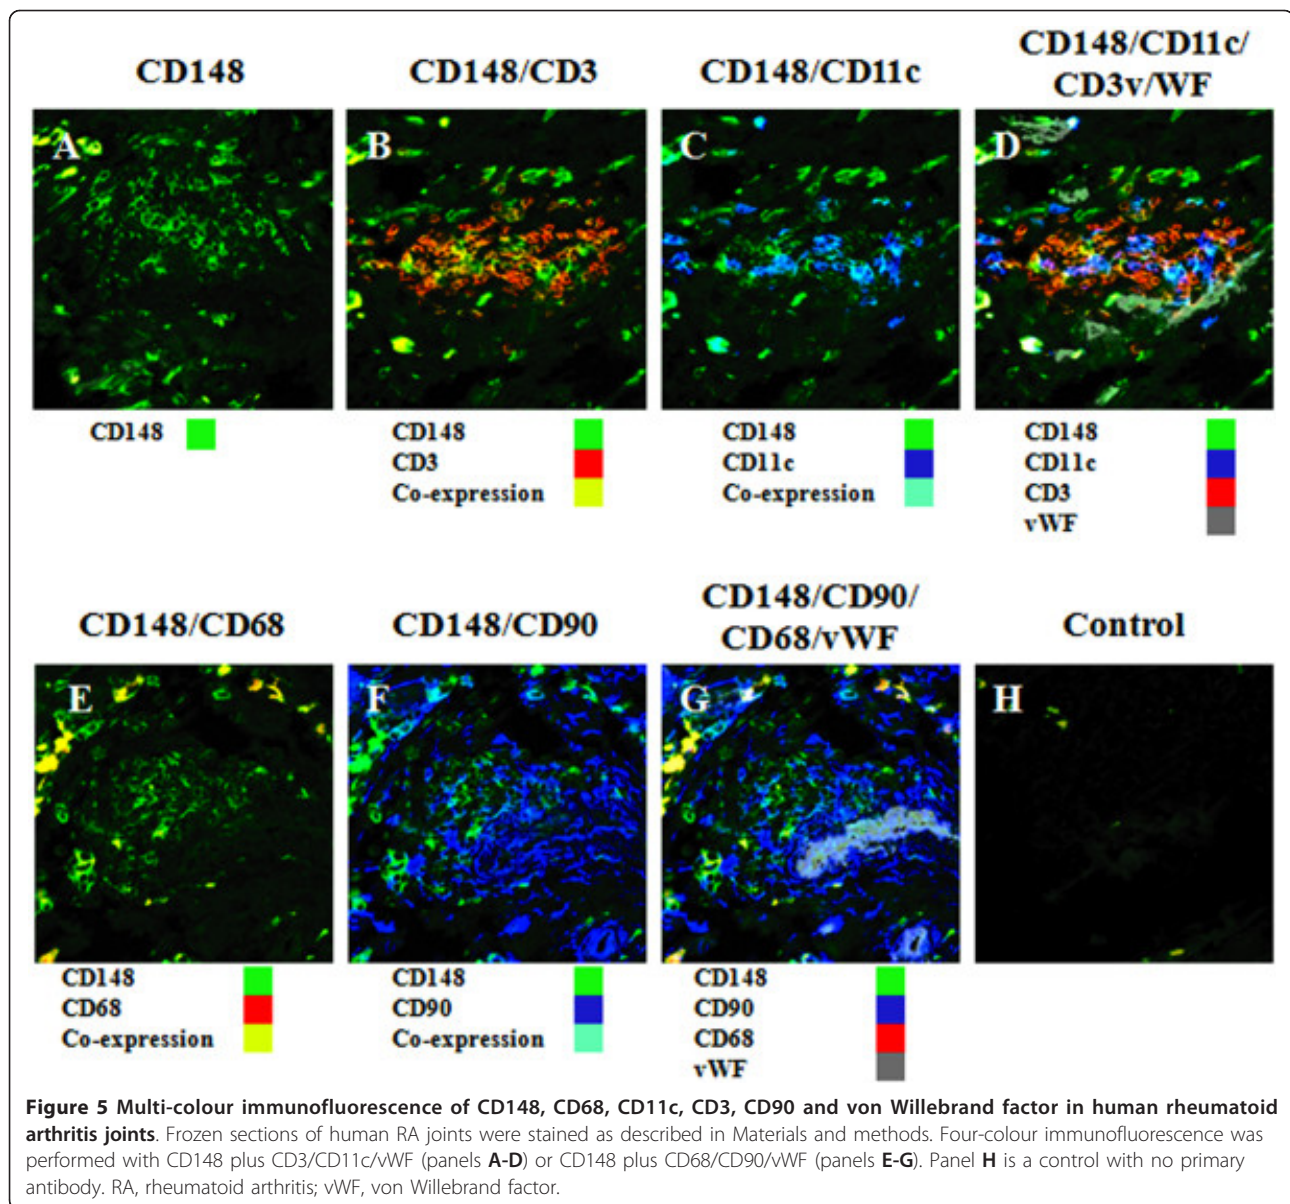 CD148
CD148/CD3
CD148/CD11c
CD148/CD11c/
CD3v/WF
A
B
C
D
CD148
CD148
CD3
Co-expression
CD148
CD11c
Co-expression
CD148
CD11c
CD3
vWF
CD148/CD68
CD148/CD90
CD148/CD90/
CD68/vWF
Control
E
F
G
H
CD148
CD68
Co-expression
CD148
CD90
Co-expression
CD148
CD90
CD68
vWF
Figure 5 Multi-colour immunofluorescence of CD148, CD68, CD11c, CD3, CD90 and von Willebrand factor in human rheumatoid
arthritis joints. Frozen sections of human RA joints were stained as described in Materials and methods. Four-colour immunofluorescence was
performed with CD148 plus CD3/CD11c/vWF (panels A-D) or CD148 plus CD68/CD90/vWF (panels E-G). Panel H is a control with no primary
antibody. RA, rheumatoid arthritis; vWF, von Willebrand factor.